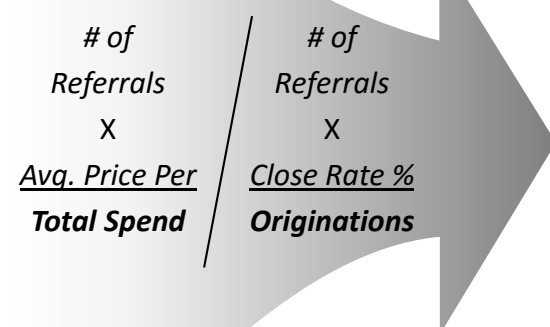 # of
Referrals
X
Avg. Price Per
Total Spend
# of
Referrals
X
Close Rate %
Originations